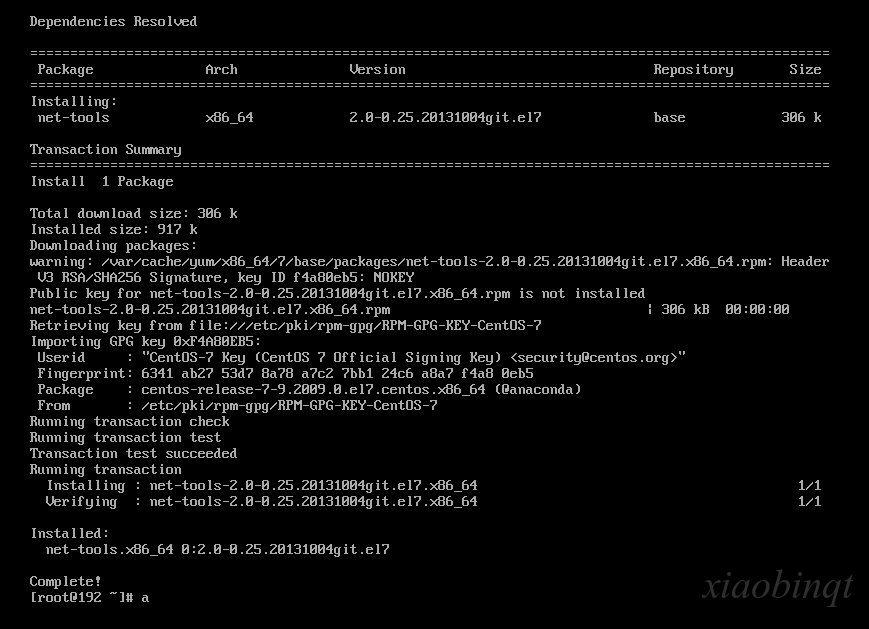 Dependencies Resolved
================================================================================
Package Arch Version Repository Size
================================================================================
Installing:
net-tools x86_64 2.0-0.25.20131004git.el7 base 306 k
Transaction Summary
================================================================================
Install 1 Package
Total download size: 306 k
Installed size: 917 k
Downloading packages:
warning: /var/cache/yum/x86_64/7/base/packages/net-tools-2.0-0.25.20131004git.el7.x86_64.rpm: Header
V3 RSA/SHA256 Signature, key ID f4a80eb5: NOKEY
Public key for net-tools-2.0-0.25.20131004git.el7.x86_64.rpm is not installed
net-tools-2.0-0.25.20131004git.el7.x86_64.rpm | 306 kB 00:00:00
Retrieving key from file:///etc/pki/rpm-gpg/RPM-GPG-KEY-CentOS-7
Importing GPG key 0xF4A80EB5:
Userid : "CentOS-7 Key (CentOS 7 Official Signing Key) <security@centos.org>"
Fingerprint: 6341 ab27 53d7 8a78 a7c2 7bb1 24c6 a8a7 f4a8 0eb5
Package : centos-release-7-9.2009.0.el7.centos.x86_64 (@anaconda)
From : /etc/pki/rpm-gpg/RPM-GPG-KEY-CentOS-7
Running transaction check
Running transaction test
Transaction test succeeded
Running transaction
Installing : net-tools-2.0-0.25.20131004git.el7.x86_64 1/1
Verifying : net-tools-2.0-0.25.20131004git.el7.x86_64 1/1
Installed:
net-tools.x86_64 0:2.0-0.25.20131004git.el7
Complete!
[root@192 ~]# a
xiaobinqt